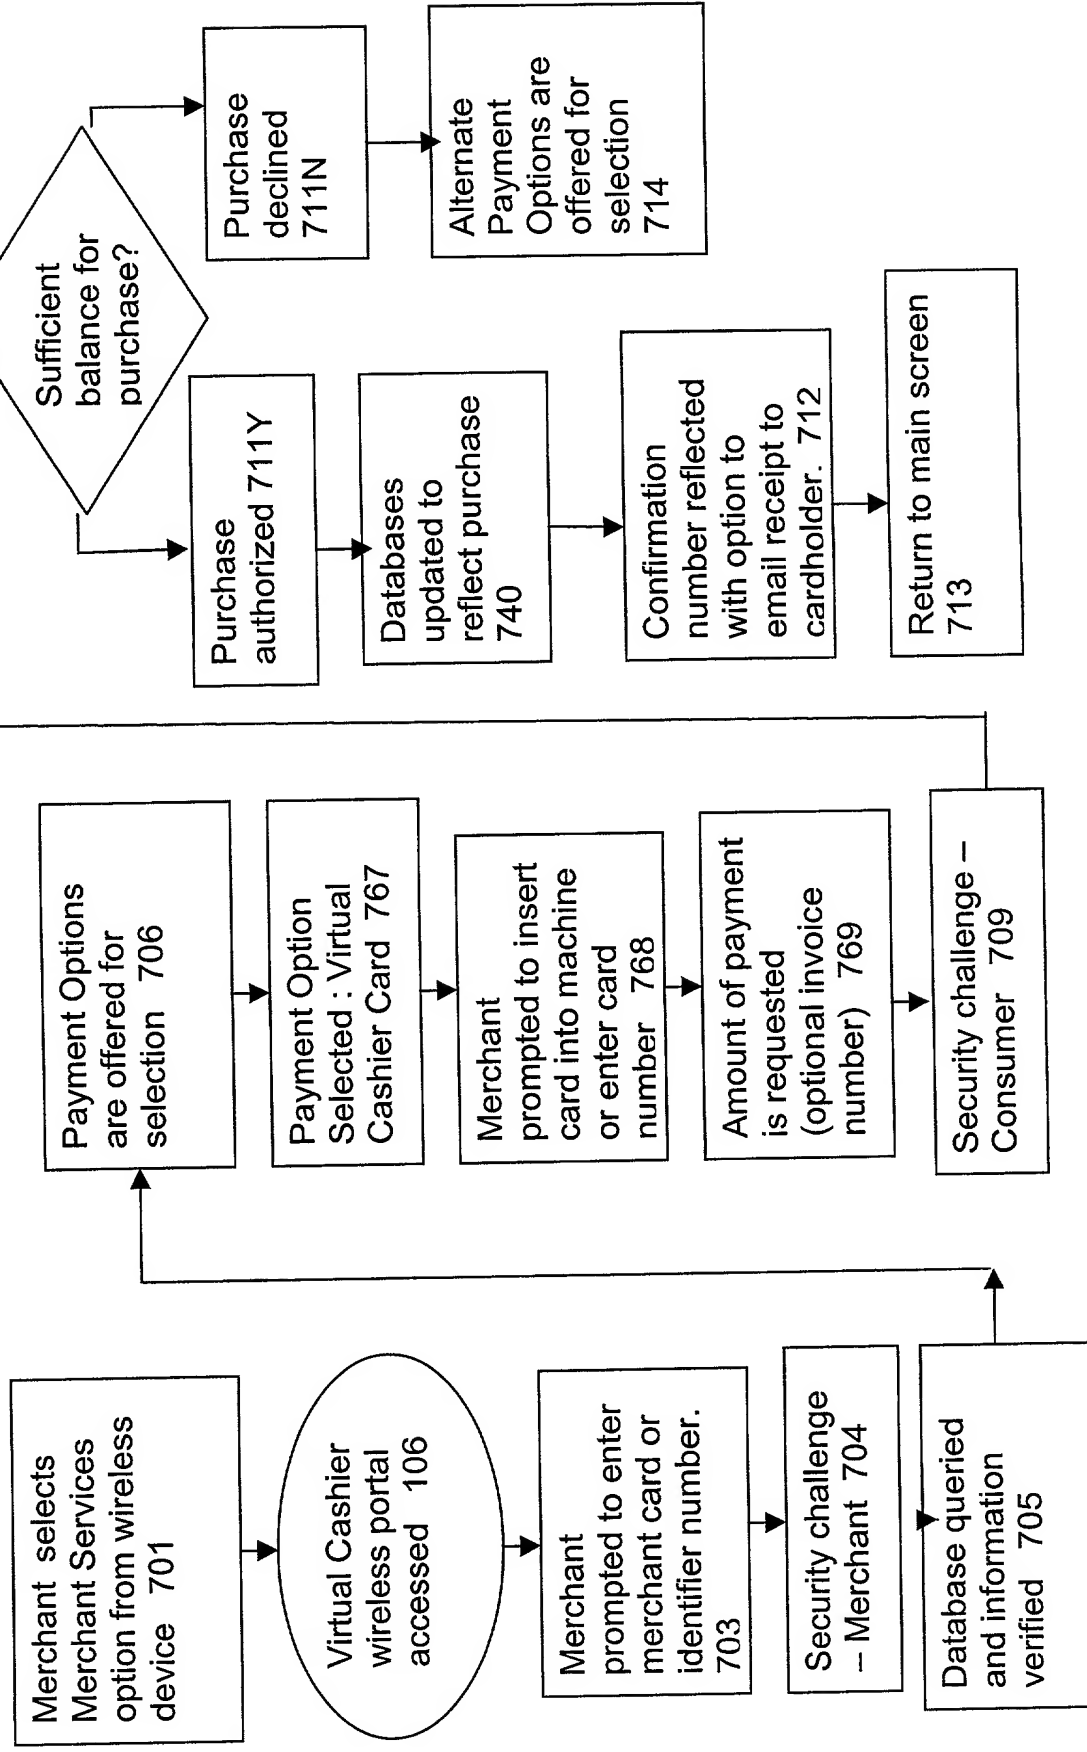 Merchant selects
Merchant Services
option from wireless
device 701
Virtual Cashier
wireless portal
accessed 106
Merchant
prompted to enter
merchant card or
identifier number.
703
Security challenge
– Merchant 704
Database queried
and information
verified 705
Payment Options
are offered for
selection 706
Payment Option
Selected : Virtual
Cashier Card 767
Merchant
prompted to insert
card into machine
or enter card
number 768
Amount of payment
is requested
(optional invoice
number) 769
Security challenge –
Consumer 709
Sufficient
balance for
purchase?
Purchase
authorized 711Y
Databases
updated to
reflect purchase
740
Confirmation
number reflected
with option to
email receipt to
cardholder. 712
Return to main screen
713
Purchase
declined
711N
Alternate
Payment
Options are
offered for
selection
714